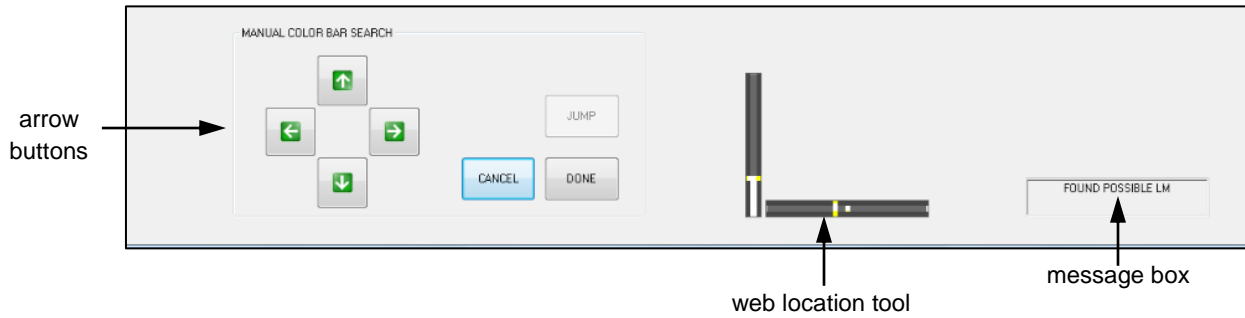 MANUAL COLOR BAR SEARCH
arrow
buttons
JUMP
CANCEL
DONE
FOUND POSSIBLE LM
message box
web location tool